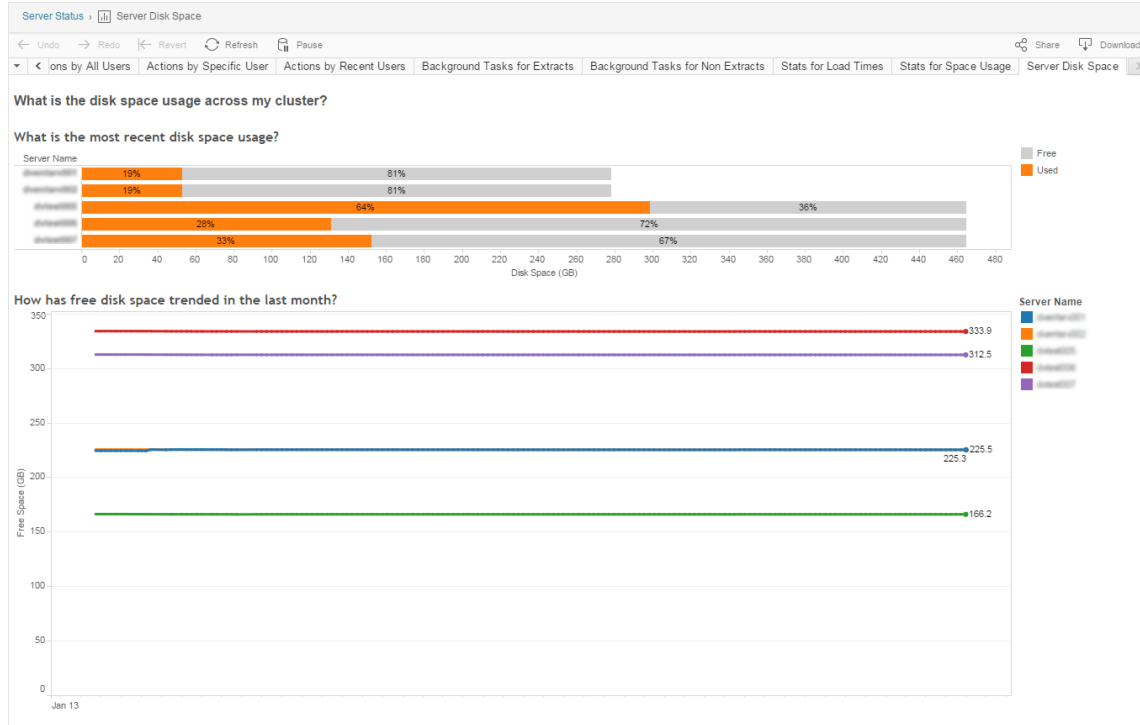 Server Status › Server Disk Space
Undo Redo Revert Refresh Pause Share Download
ons by All Users Actions by Specific User Actions by Recent Users Background Tasks for Extracts Background Tasks for Non Extracts Stats for Load Times Stats for Space Usage Server Disk Space
What is the disk space usage across my cluster?
What is the most recent disk space usage?
Server Name
Free
Used
19% 81%
19% 81%
64% 36%
28% 72%
33% 67%
0 20 40 60 80 100 120 140 160 180 200 220 240 260 280 300 320 340 360 380 400 420 440 460 480
Disk Space (GB)
How has free disk space trended in the last month?
Server Name
350
333.9
312.5
300
250
225.5
225.3
200
166.2
150
100
50
0
Free Space (GB)
Jan 13